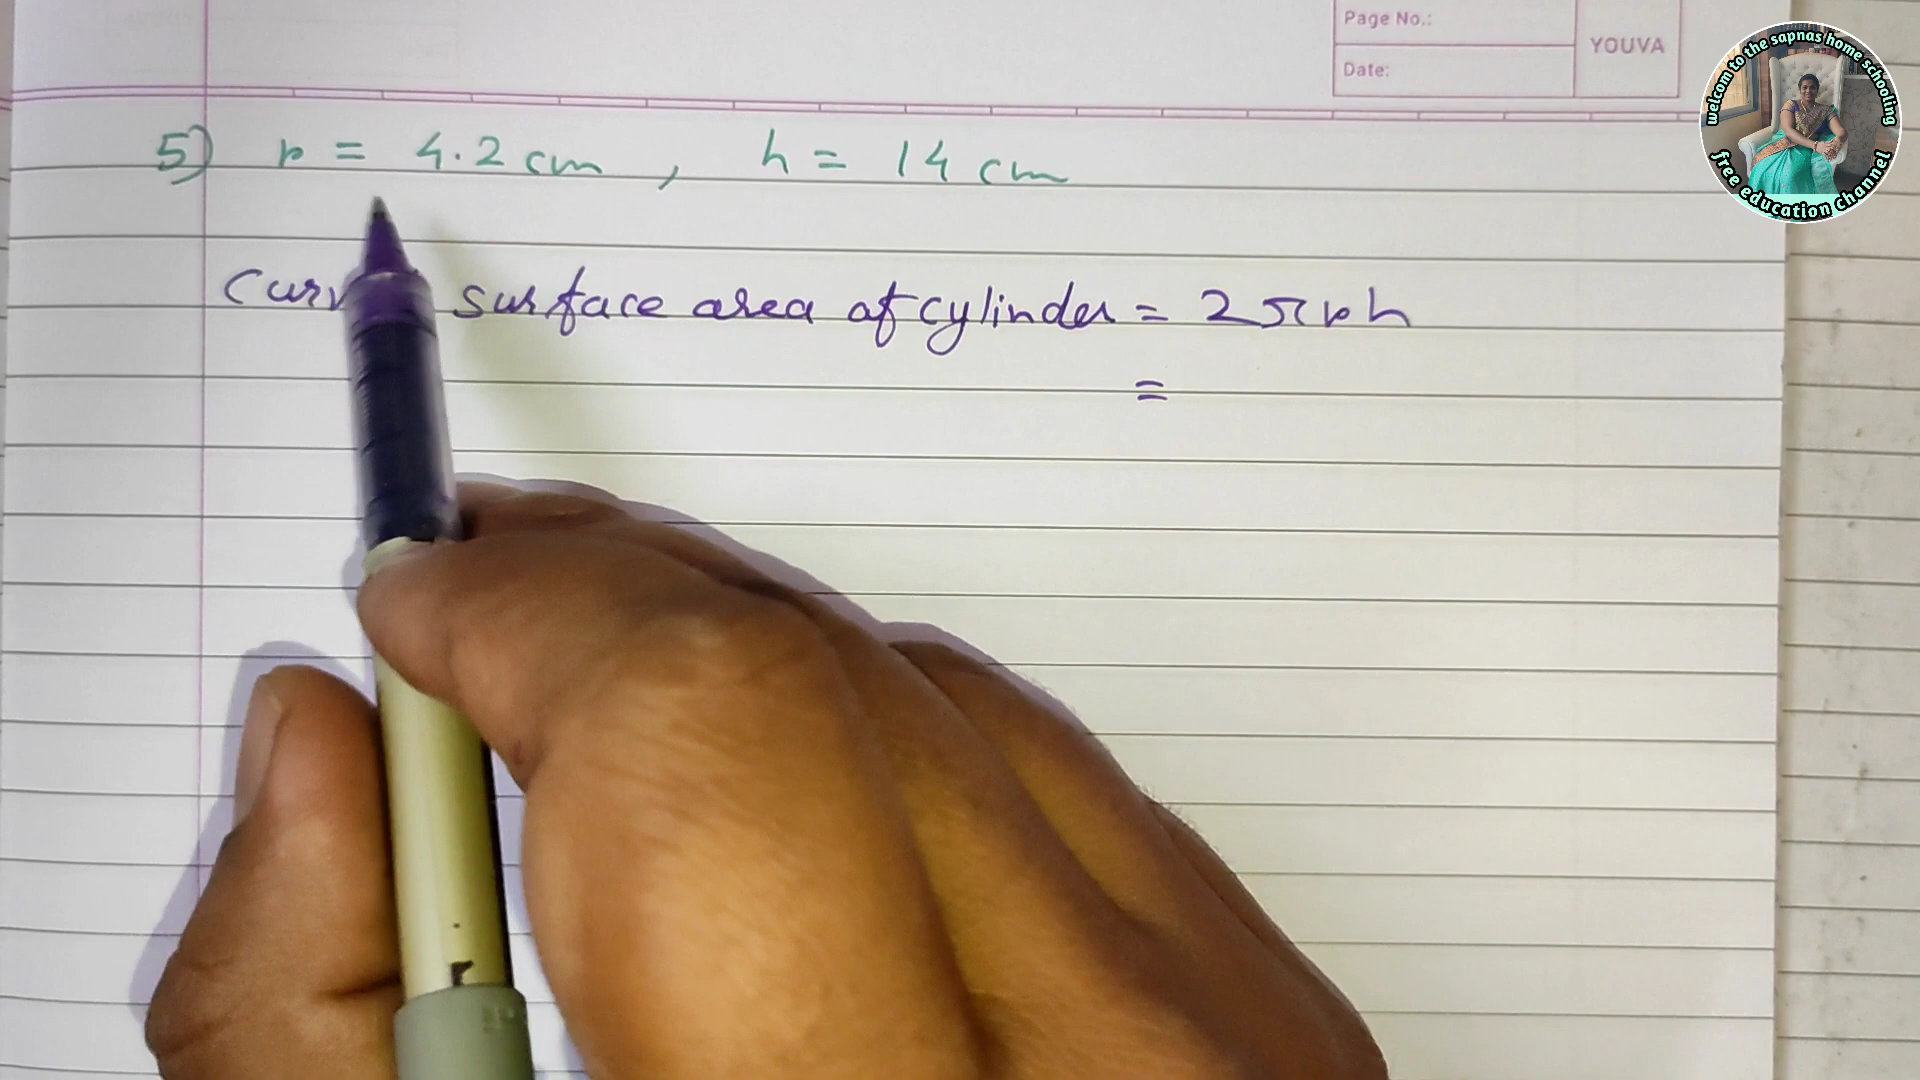 Page No.:
YOUVA
Date:
welcom to the sapnas home schooling
free education channel
5) r = 4.2 cm , h = 14 cm
surface area of cylinder = 2πrh
=